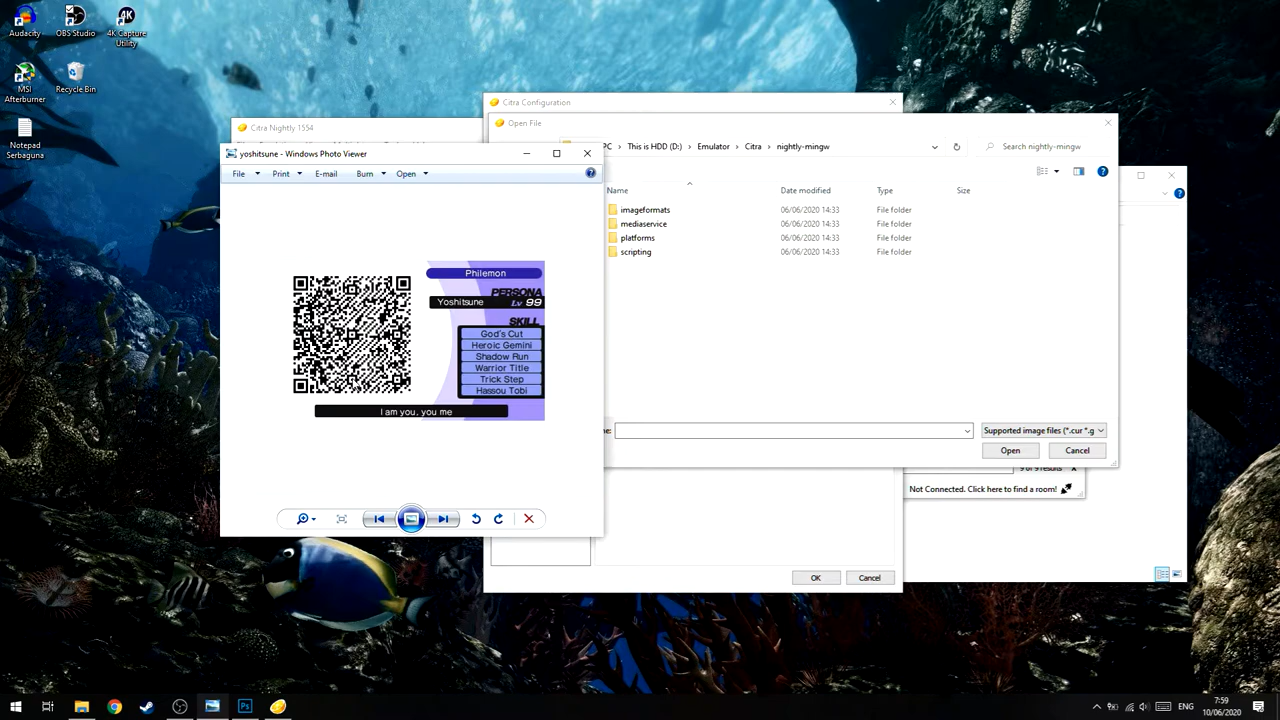 Audacity
OBS Studio
4K Capture
Utility
MSI
Afterburner
Recycle Bin
Notepad
Serbaguna
Citra Nightly 1554
Citra Configuration
Open File
PC > This is HDD (D:) > Emulator > Citra > nightly-mingw
Search nightly-mingw
Name Date modified Type Size
imageformats 06/06/2020 14:33 File folder
mediaservice 06/06/2020 14:33 File folder
platforms 06/06/2020 14:33 File folder
scripting 06/06/2020 14:33 File folder
Supported image files (*.cur *.g
Open Cancel
yoshitsune - Windows Photo Viewer
File Print E-mail Burn Open
Philemon
PERSONA
Yoshitsune Lv 99
SKILL
God's Cut
Heroic Gemini
Shadow Run
Warrior Title
Trick Step
Hassou Tobi
I am you, you me
9 of 9 results
Not Connected. Click here to find a room!
OK Cancel
Ps
ENG
7:59
10/06/2020